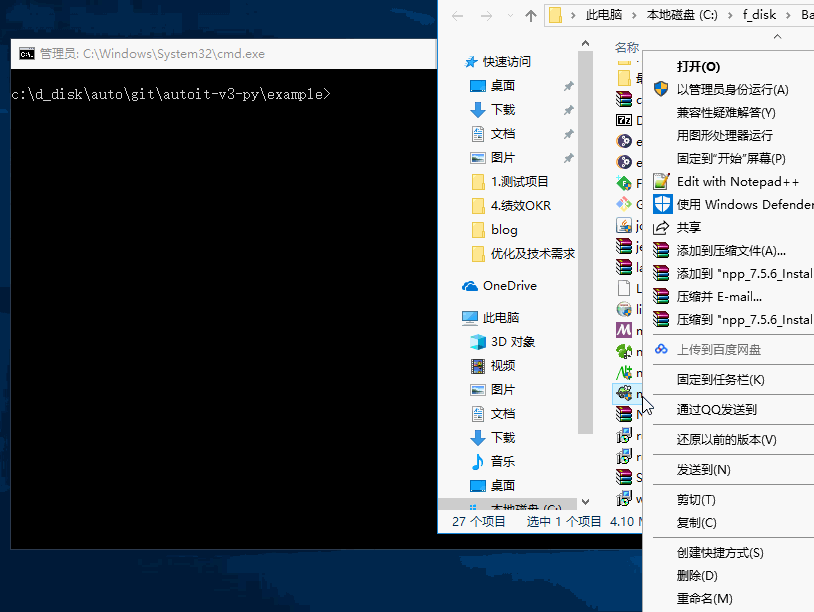 管理员: C:\Windows\System32\cmd.exe
c:\d_disk\auto\git\autoit-v3-py\example>
此电脑 > 本地磁盘 (C:) > f_disk >
名称
快速访问
桌面
下载
文档
图片
1.测试项目
4.绩效OKR
blog
优化及技术需求
OneDrive
此电脑
3D 对象
视频
图片
文档
下载
音乐
桌面
本地磁盘 (C:)
27 个项目 选中 1 个项目 4.10
打开(O)
以管理员身份运行(A)
兼容性疑难解答(Y)
用图形处理器运行
固定到"开始"屏幕(P)
Edit with Notepad++
使用 Windows Defender
共享
添加到压缩文件(A)...
添加到 "npp_7.5.6_Instal
压缩并 E-mail...
压缩到 "npp_7.5.6_Instal
上传到百度网盘
固定到任务栏(K)
通过QQ发送到
还原以前的版本(V)
发送到(N)
剪切(T)
复制(C)
创建快捷方式(S)
删除(D)
重命名(M)